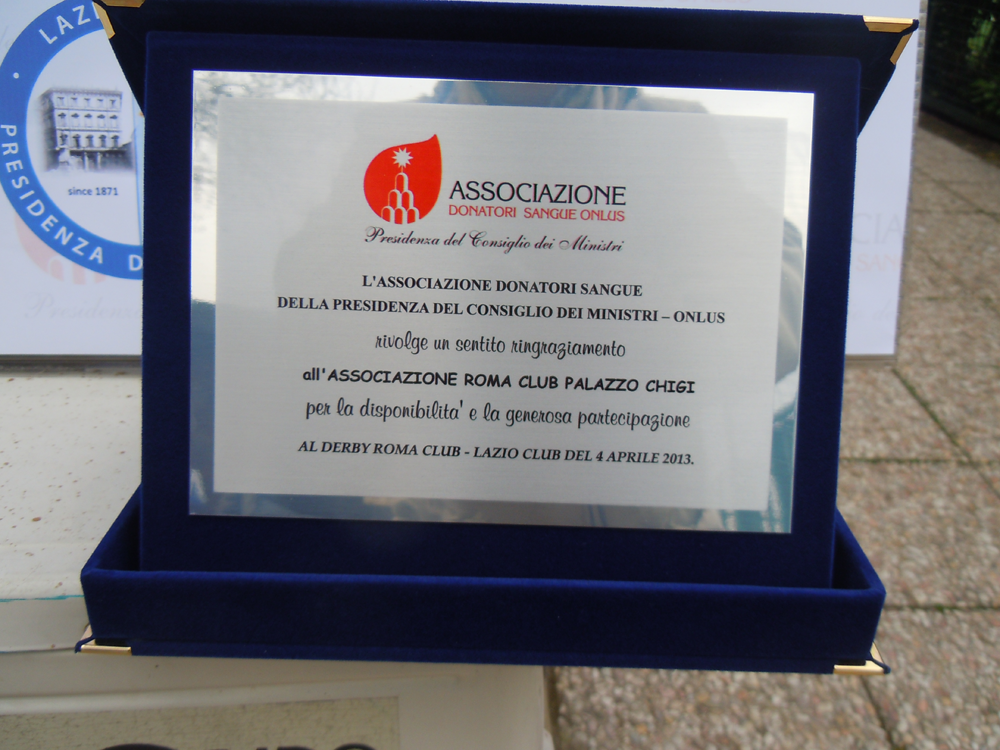 LAZ
PRESIDENZA D
since 1871
ASSOCIAZIONE
DONATORI SANGUE ONLUS
Presidenza del Consiglio dei Ministri
L'ASSOCIAZIONE DONATORI SANGUE
DELLA PRESIDENZA DEL CONSIGLIO DEI MINISTRI – ONLUS
rivolge un sentito ringraziamento
all'ASSOCIAZIONE ROMA CLUB PALAZZO CHIGI
per la disponibilita' e la generosa partecipazione
AL DERBY ROMA CLUB - LAZIO CLUB DEL 4 APRILE 2013.
Presidenza